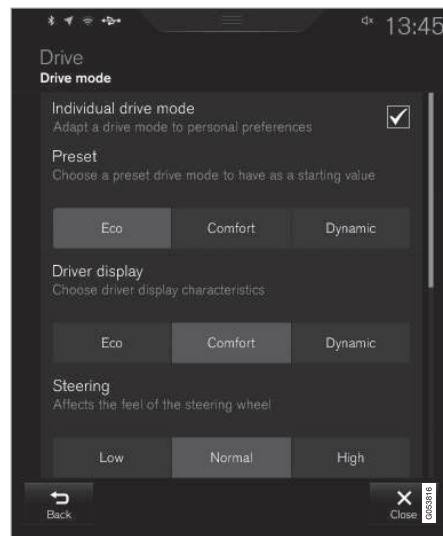 13:45
Drive
Drive mode
Individual drive mode
Adapt a drive mode to personal preferences
Preset
Choose a preset drive mode to have as a starting value
Eco Comfort Dynamic
Driver display
Choose driver display characteristics
Eco Comfort Dynamic
Steering
Affects the feel of the steering wheel
Low Normal High
Back Close
G053816